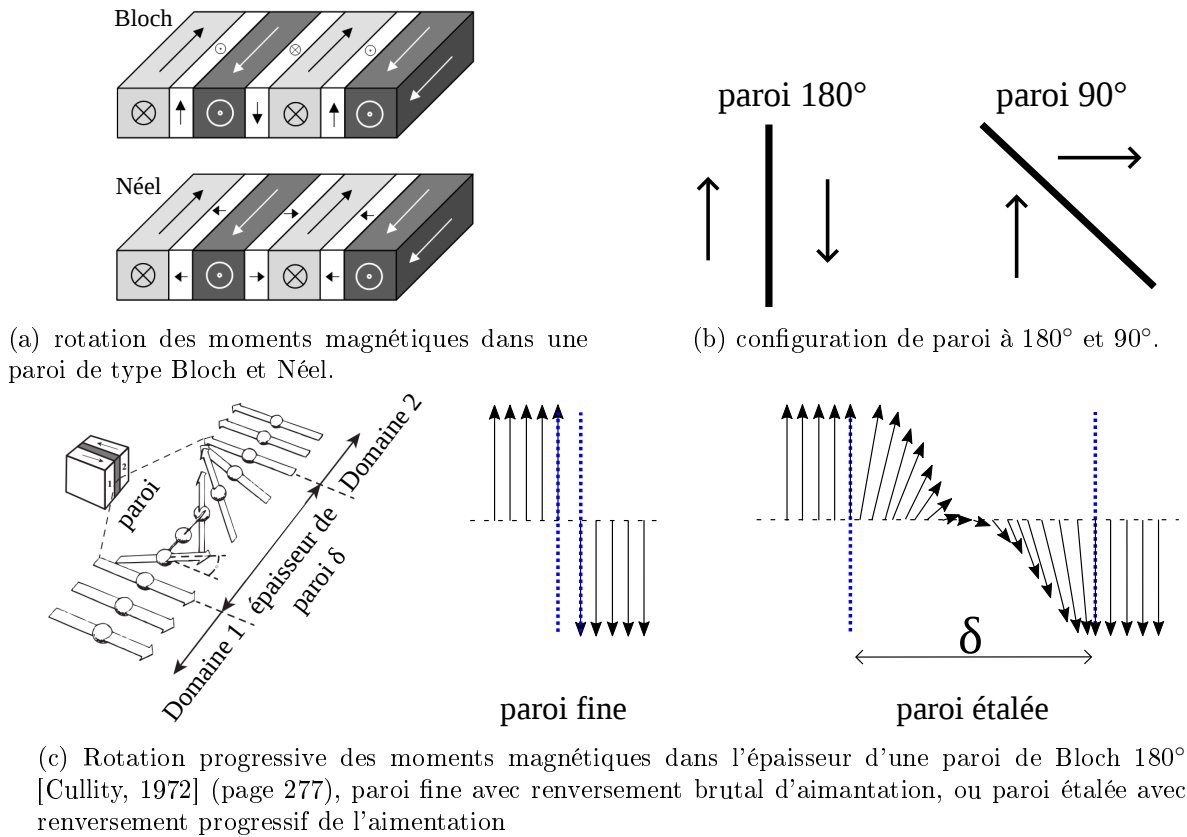 Bloch
Néel
(a) rotation des moments magnétiques dans une
paroi de type Bloch et Néel.
paroi 180°
paroi 90°
(b) configuration de paroi à 180° et 90°.
1
2
paroi
Domaine 1
épaisseur de
paroi δ
Domaine 2
paroi fine
δ
paroi étalée
(c) Rotation progressive des moments magnétiques dans l'épaisseur d'une paroi de Bloch 180°
[Cullity, 1972] (page 277), paroi fine avec renversement brutal d'aimantation, ou paroi étalée avec
renversement progressif de l'aimentation